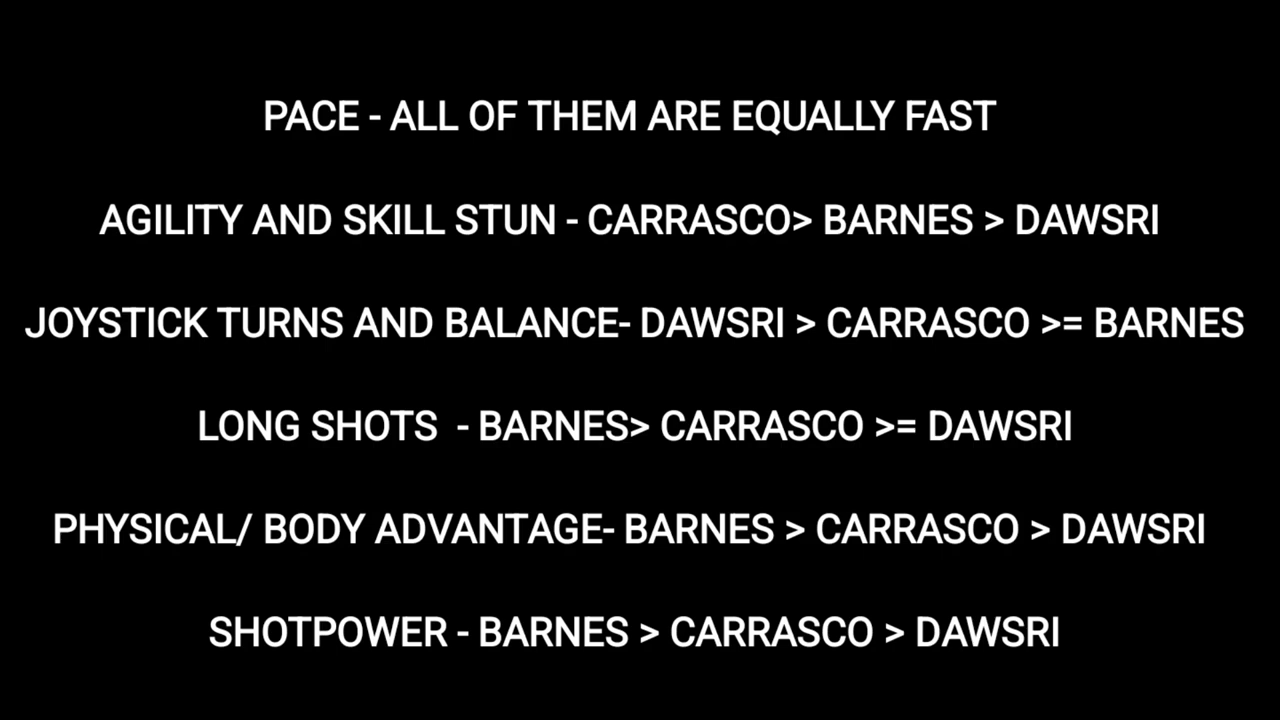 PACE - ALL OF THEM ARE EQUALLY FAST
AGILITY AND SKILL STUN - CARRASCO> BARNES > DAWSRI
JOYSTICK TURNS AND BALANCE- DAWSRI > CARRASCO >= BARNES
LONG SHOTS - BARNES> CARRASCO >= DAWSRI
PHYSICAL/ BODY ADVANTAGE- BARNES > CARRASCO > DAWSRI
SHOTPOWER - BARNES > CARRASCO > DAWSRI